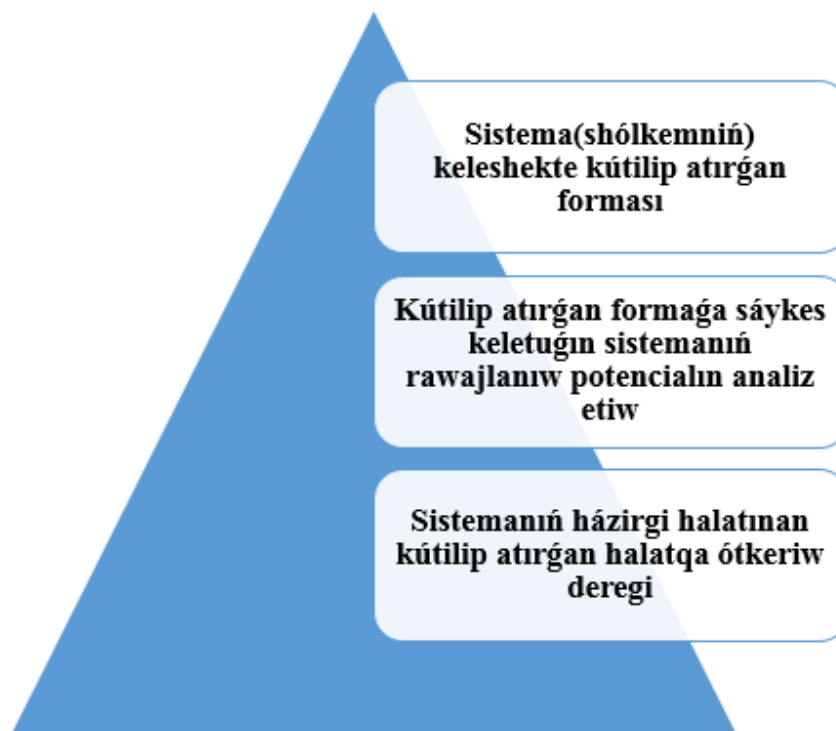 Sistema(shólkemniń)
keleshekte kútilip atırǵan
forması
Kútilip atırǵan formaǵa sáykes
keletuǵın sistemanıń
rawajlanıw potencialın analiz
etiw
Sistemanıń házirgi halatınan
kútilip atırǵan halatqa ótkeriw
deregi